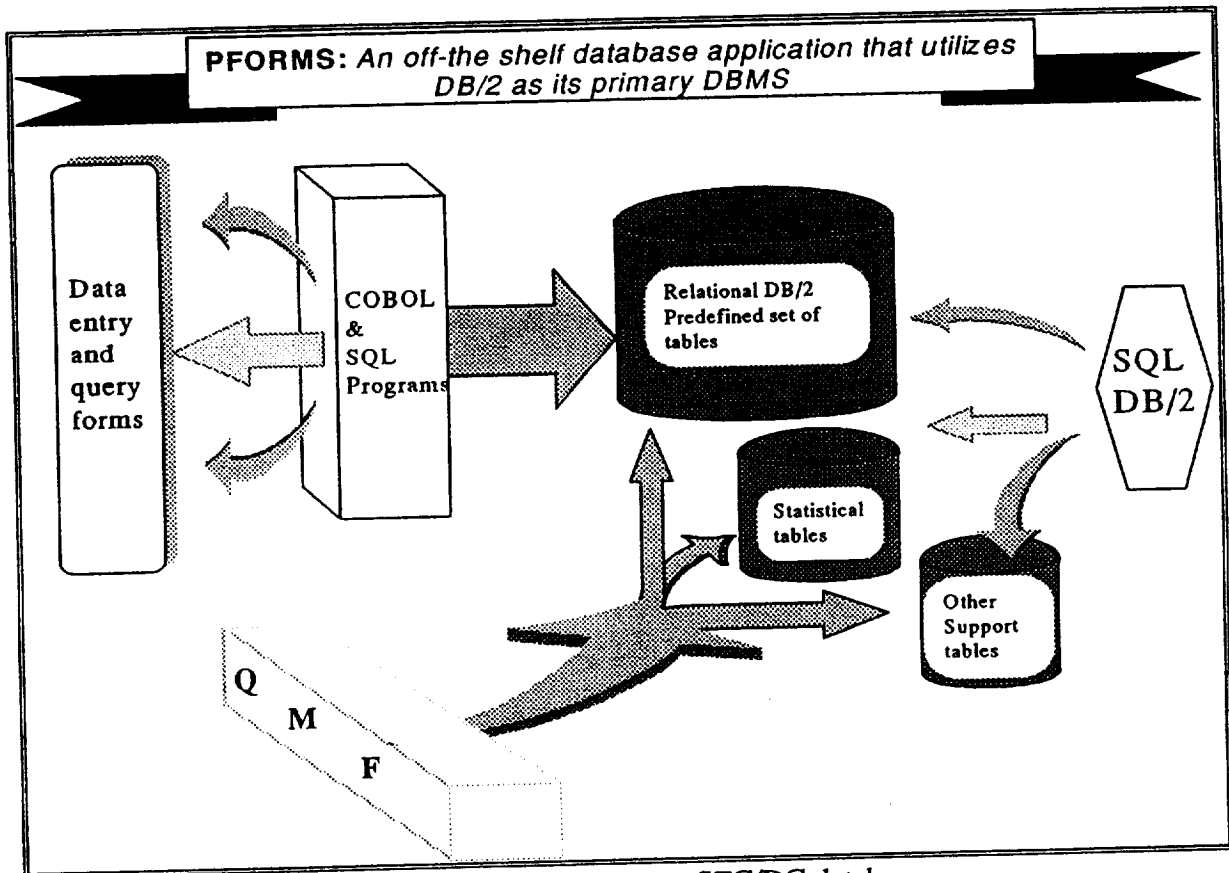 PFORMS: An off-the shelf database application that utilizes
DB/2 as its primary DBMS
Data
entry
and
query
forms
COBOL
&
SQL
Programs
Relational DB/2
Predefined set of
tables
SQL
DB/2
Statistical
tables
Other
Support
tables
Q
M
F